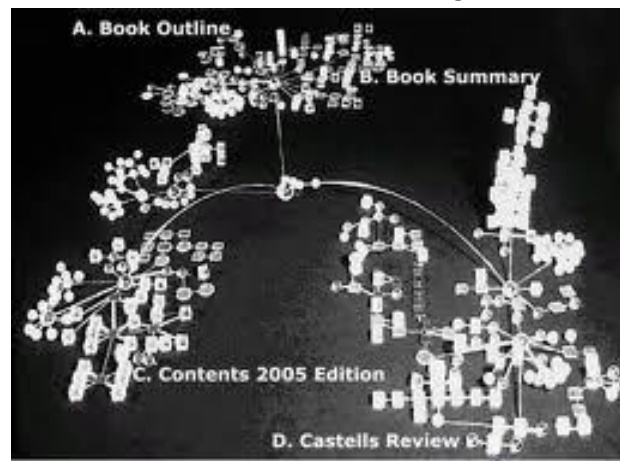 A. Book Outline
B. Book Summary
C. Contents 2005 Edition
D. Castells Review